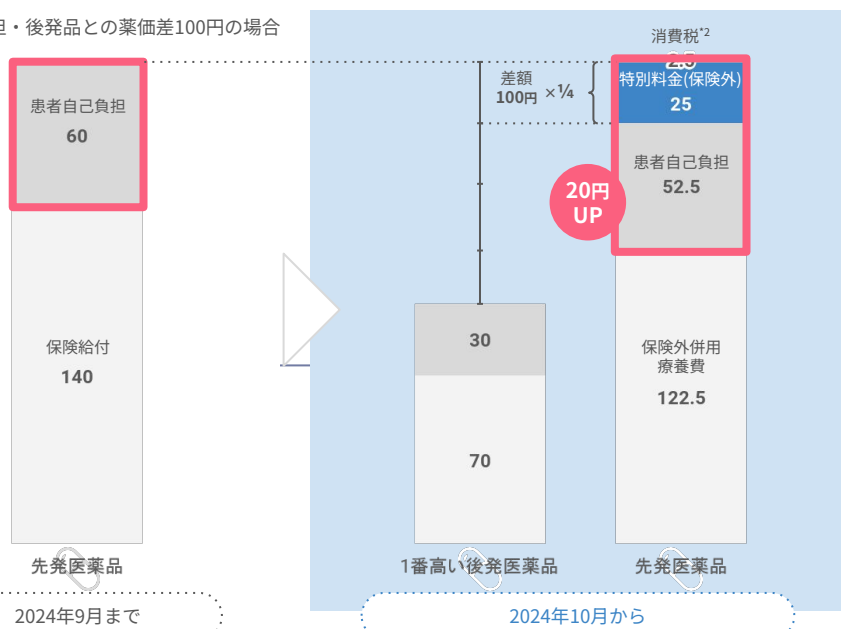 担・後発品との薬価差100円の場合
患者自己負担
60
保険給付
140
先発医薬品
2024年9月まで
差額
100円 ×¼
30
70
1番高い後発医薬品
消費税*2
2.5
特別料金(保険外)
25
患者自己負担
52.5
20円
UP
保険外併用
療養費
122.5
先発医薬品
2024年10月から